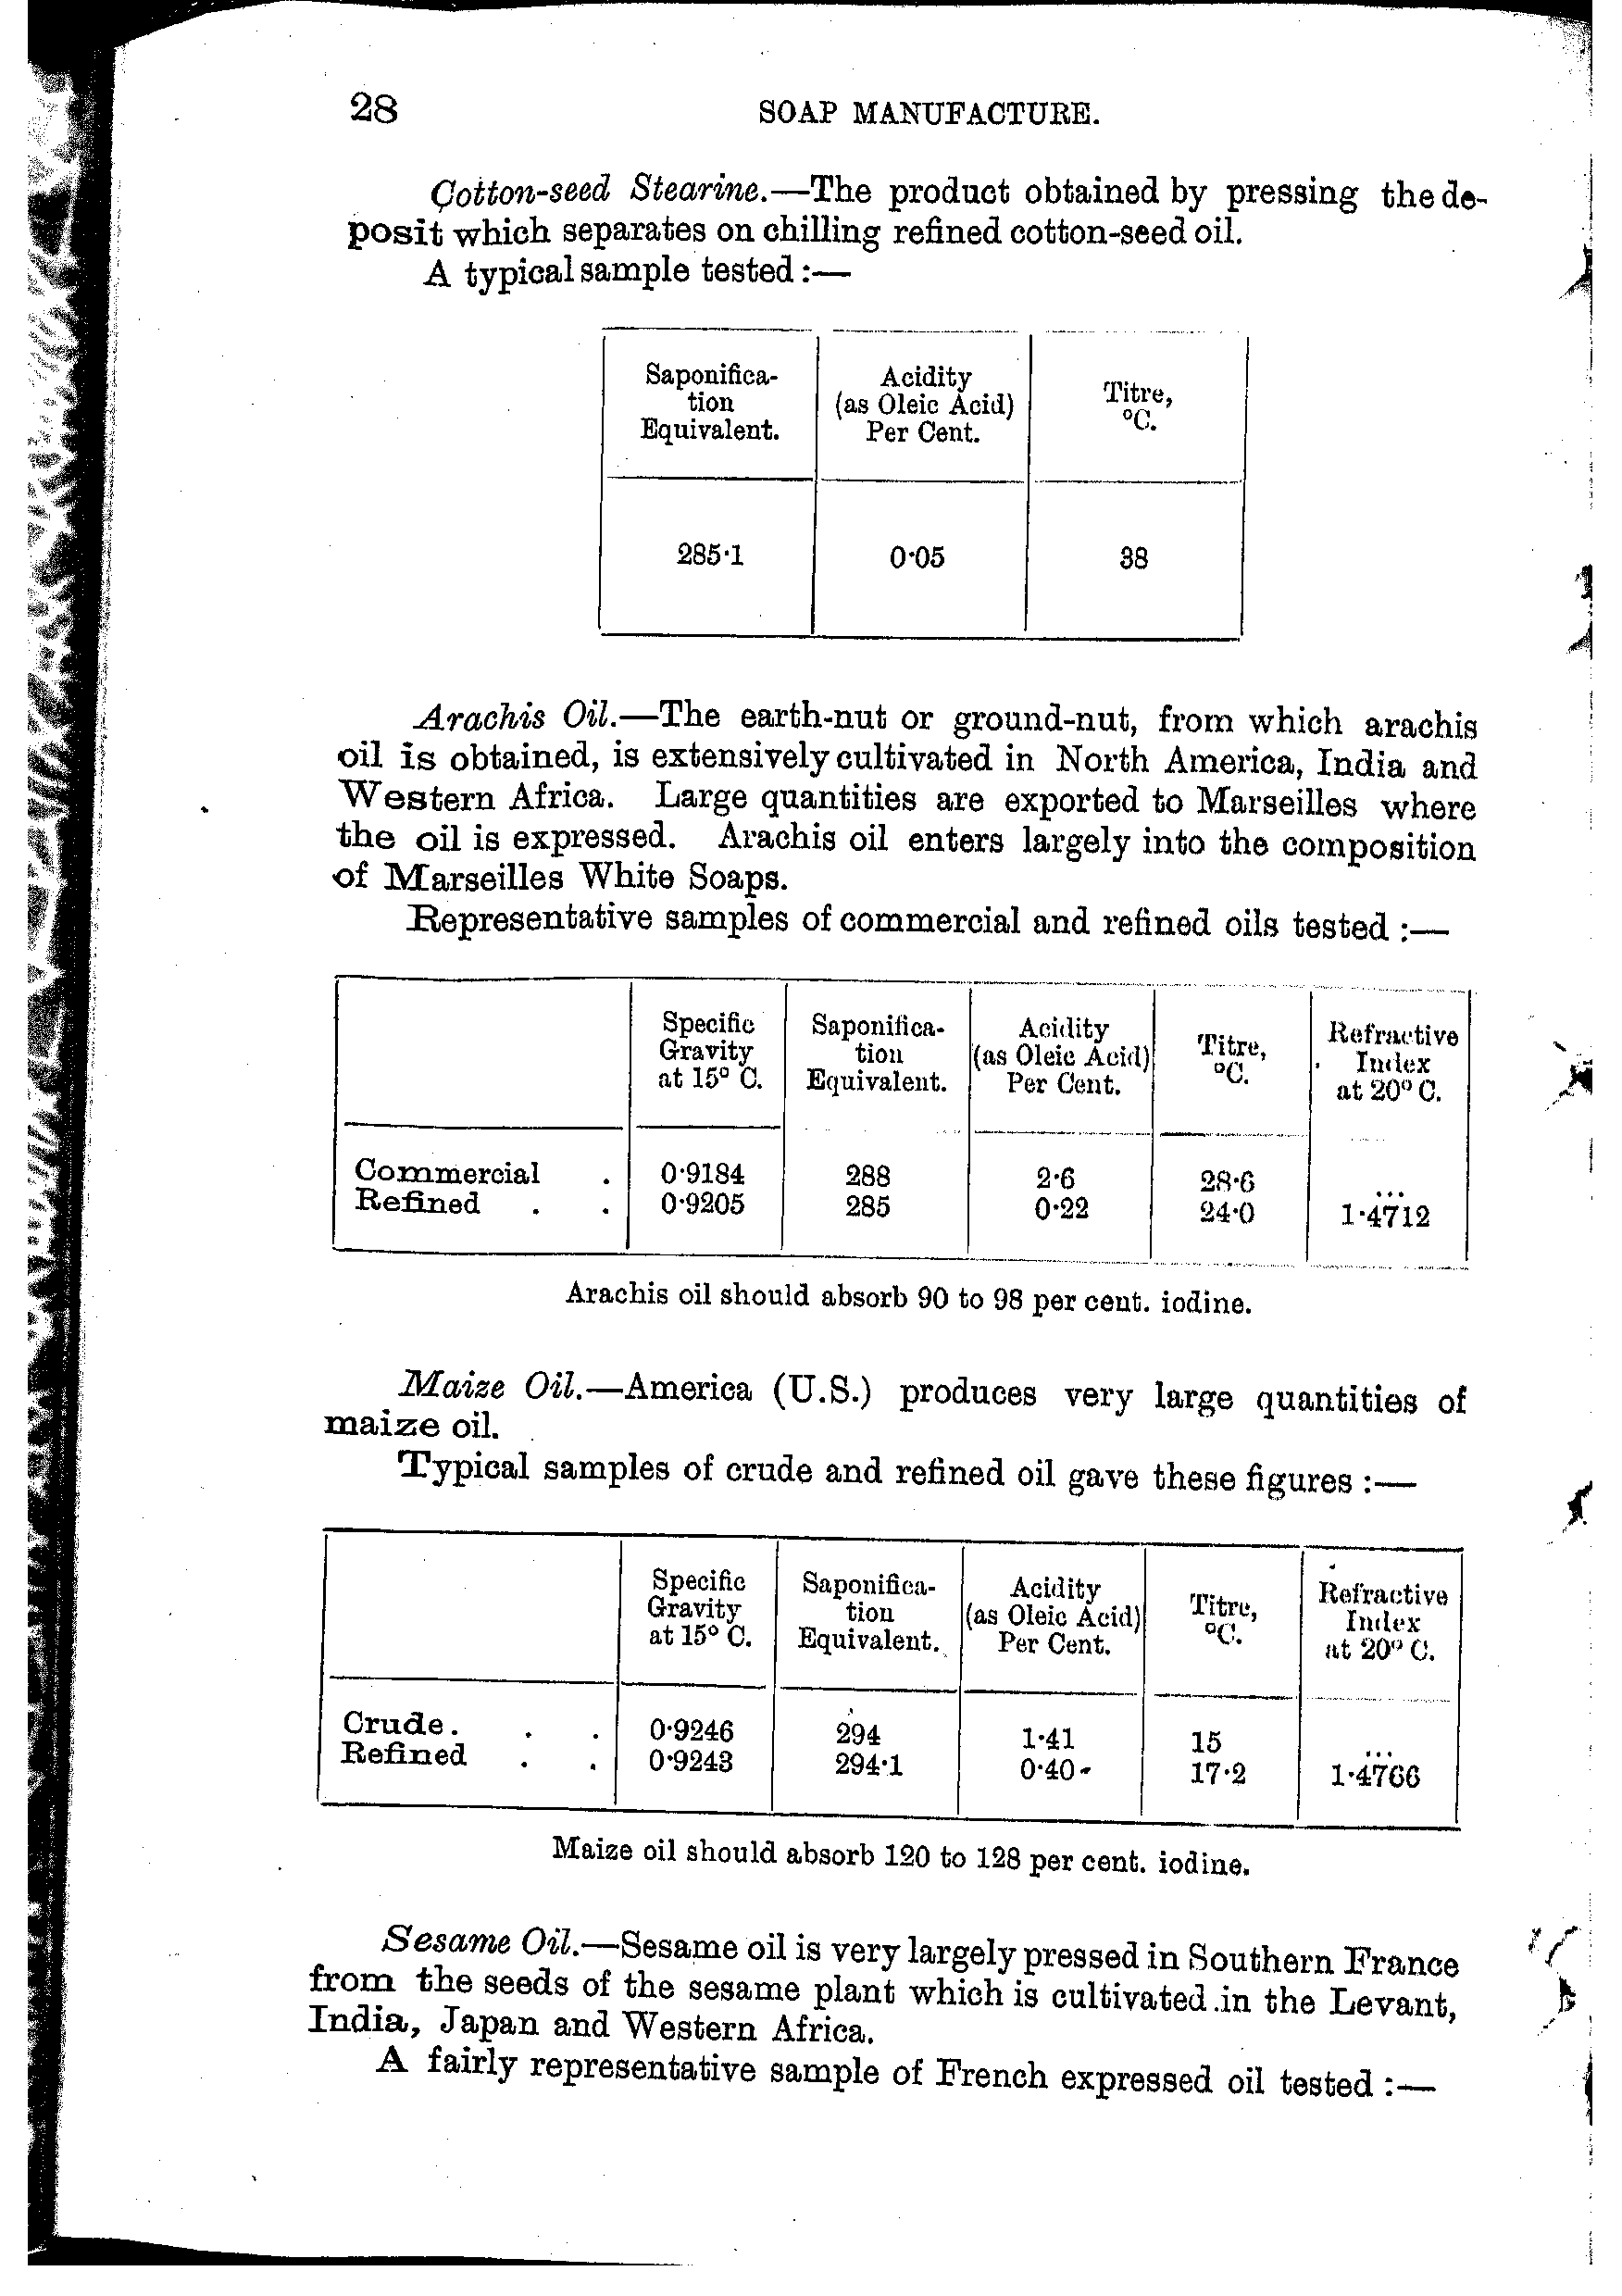 28 SOAP MANUFACTURE.
Cotton-seed Stearine.—The product obtained by pressing the de-
posit which separates on chilling refined cotton-seed oil.
A typical sample tested :—
Saponifica-
tion
Equivalent.
Acidity
(as Oleic Acid)
Per Cent.
Titre,
°C.
285·1 0·05 38
Arachis Oil.—The earth-nut or ground-nut, from which arachis
oil is obtained, is extensively cultivated in North America, India and
Western Africa. Large quantities are exported to Marseilles where
the oil is expressed. Arachis oil enters largely into the composition
of Marseilles White Soaps.
Representative samples of commercial and refined oils tested :—
Specific
Gravity
at 15° C.
Saponifica-
tion
Equivalent.
Acidity
(as Oleic Acid)
Per Cent.
Titre,
°C.
Refractive
Index
at 20° C.
Commercial . 0·9184 288 2·6 28·6 ...
Refined . . 0·9205 285 0·22 24·0 1·4712
Arachis oil should absorb 90 to 98 per cent. iodine.
Maize Oil.—America (U.S.) produces very large quantities of
maize oil.
Typical samples of crude and refined oil gave these figures :—
Specific
Gravity
at 15° C.
Saponifica-
tion
Equivalent.
Acidity
(as Oleic Acid)
Per Cent.
Titre,
°C.
Refractive
Index
at 20° C.
Crude . . . 0·9246 294 1·41 15 ...
Refined . . 0·9243 294·1 0·40 17·2 1·4766
Maize oil should absorb 120 to 128 per cent. iodine.
Sesame Oil.—Sesame oil is very largely pressed in Southern France
from the seeds of the sesame plant which is cultivated in the Levant,
India, Japan and Western Africa.
A fairly representative sample of French expressed oil tested :—